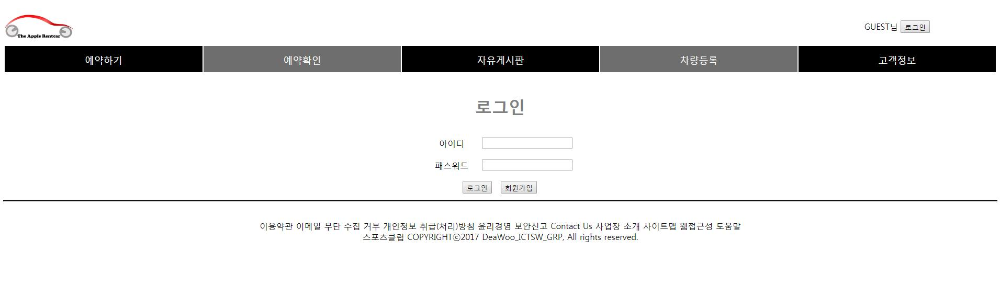 The Apple Rentcar
GUEST님 로그인
예약하기 예약확인 자유게시판 차량등록 고객정보
로그인
아이디
패스워드
로그인 회원가입
이용약관 이메일 무단 수집 거부 개인정보 취급(처리)방침 윤리경영 보안신고 Contact Us 사업장 소개 사이트맵 웹접근성 도움말
스포츠클럽 COPYRIGHTⓒ2017 DeaWoo_ICTSW_GRP, All rights reserved.